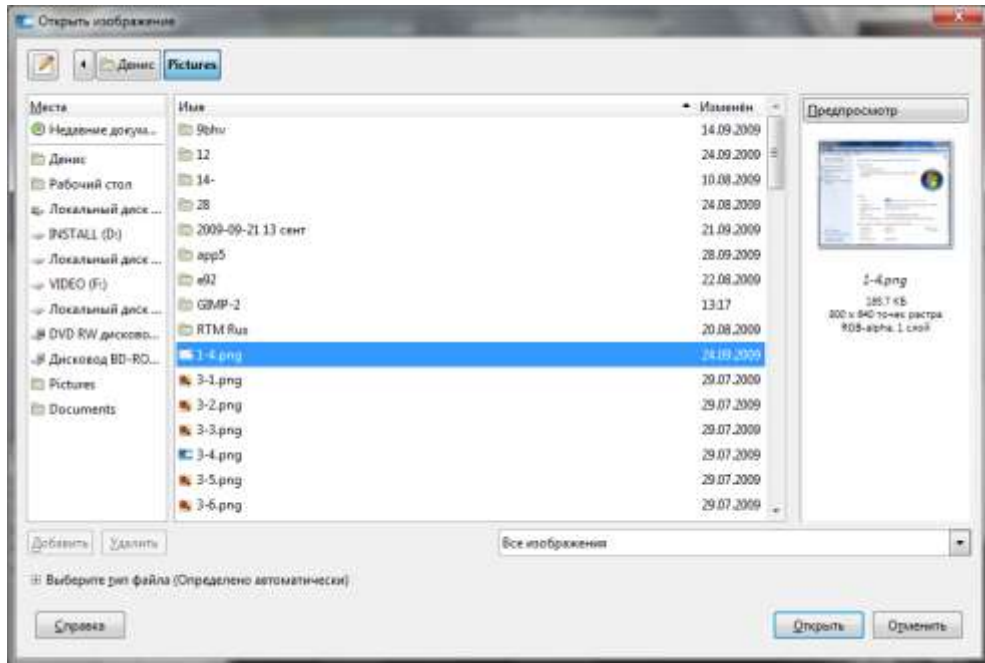 Открыть изображение
Денис Pictures
Места
Недавние докум...
Денис
Рабочий стол
Локальный диск ...
INSTALL (D:)
Локальный диск ...
VIDEO (F:)
Локальный диск ...
DVD RW дисково...
Дисковод BD-RO...
Pictures
Documents
Имя Изменён
9bhv 14.09.2009
12 24.09.2009
14- 10.08.2009
28 24.08.2009
2009-09-21 13 сент 21.09.2009
app5 28.09.2009
e92 22.08.2009
GIMP-2 13:17
RTM Rus 20.08.2009
1-4.png 24.09.2009
3-1.png 29.07.2009
3-2.png 29.07.2009
3-3.png 29.07.2009
3-4.png 29.07.2009
3-5.png 29.07.2009
3-6.png 29.07.2009
Предпросмотр
1-4.png
КБ
точек растра
RGB-alpha, 1 слой
Добавить Удалить
Все изображения
Выберите тип файла (Определено автоматически)
Справка
Открыть Отменить